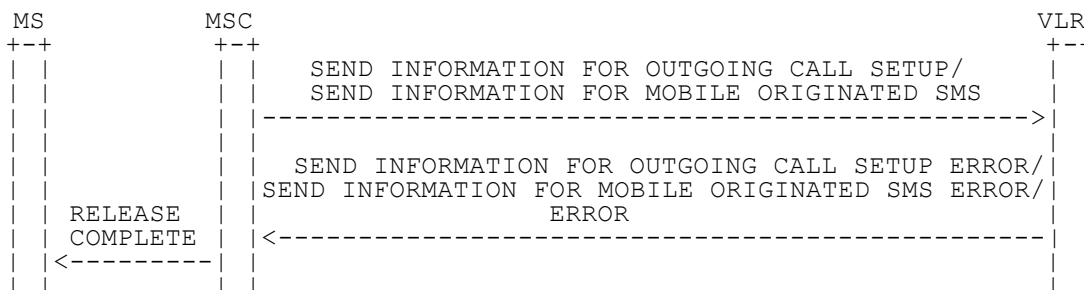 MS MSC VLR
SEND INFORMATION FOR OUTGOING CALL SETUP/
SEND INFORMATION FOR MOBILE ORIGINATED SMS
SEND INFORMATION FOR OUTGOING CALL SETUP ERROR/
SEND INFORMATION FOR MOBILE ORIGINATED SMS ERROR/
RELEASE ERROR
COMPLETE